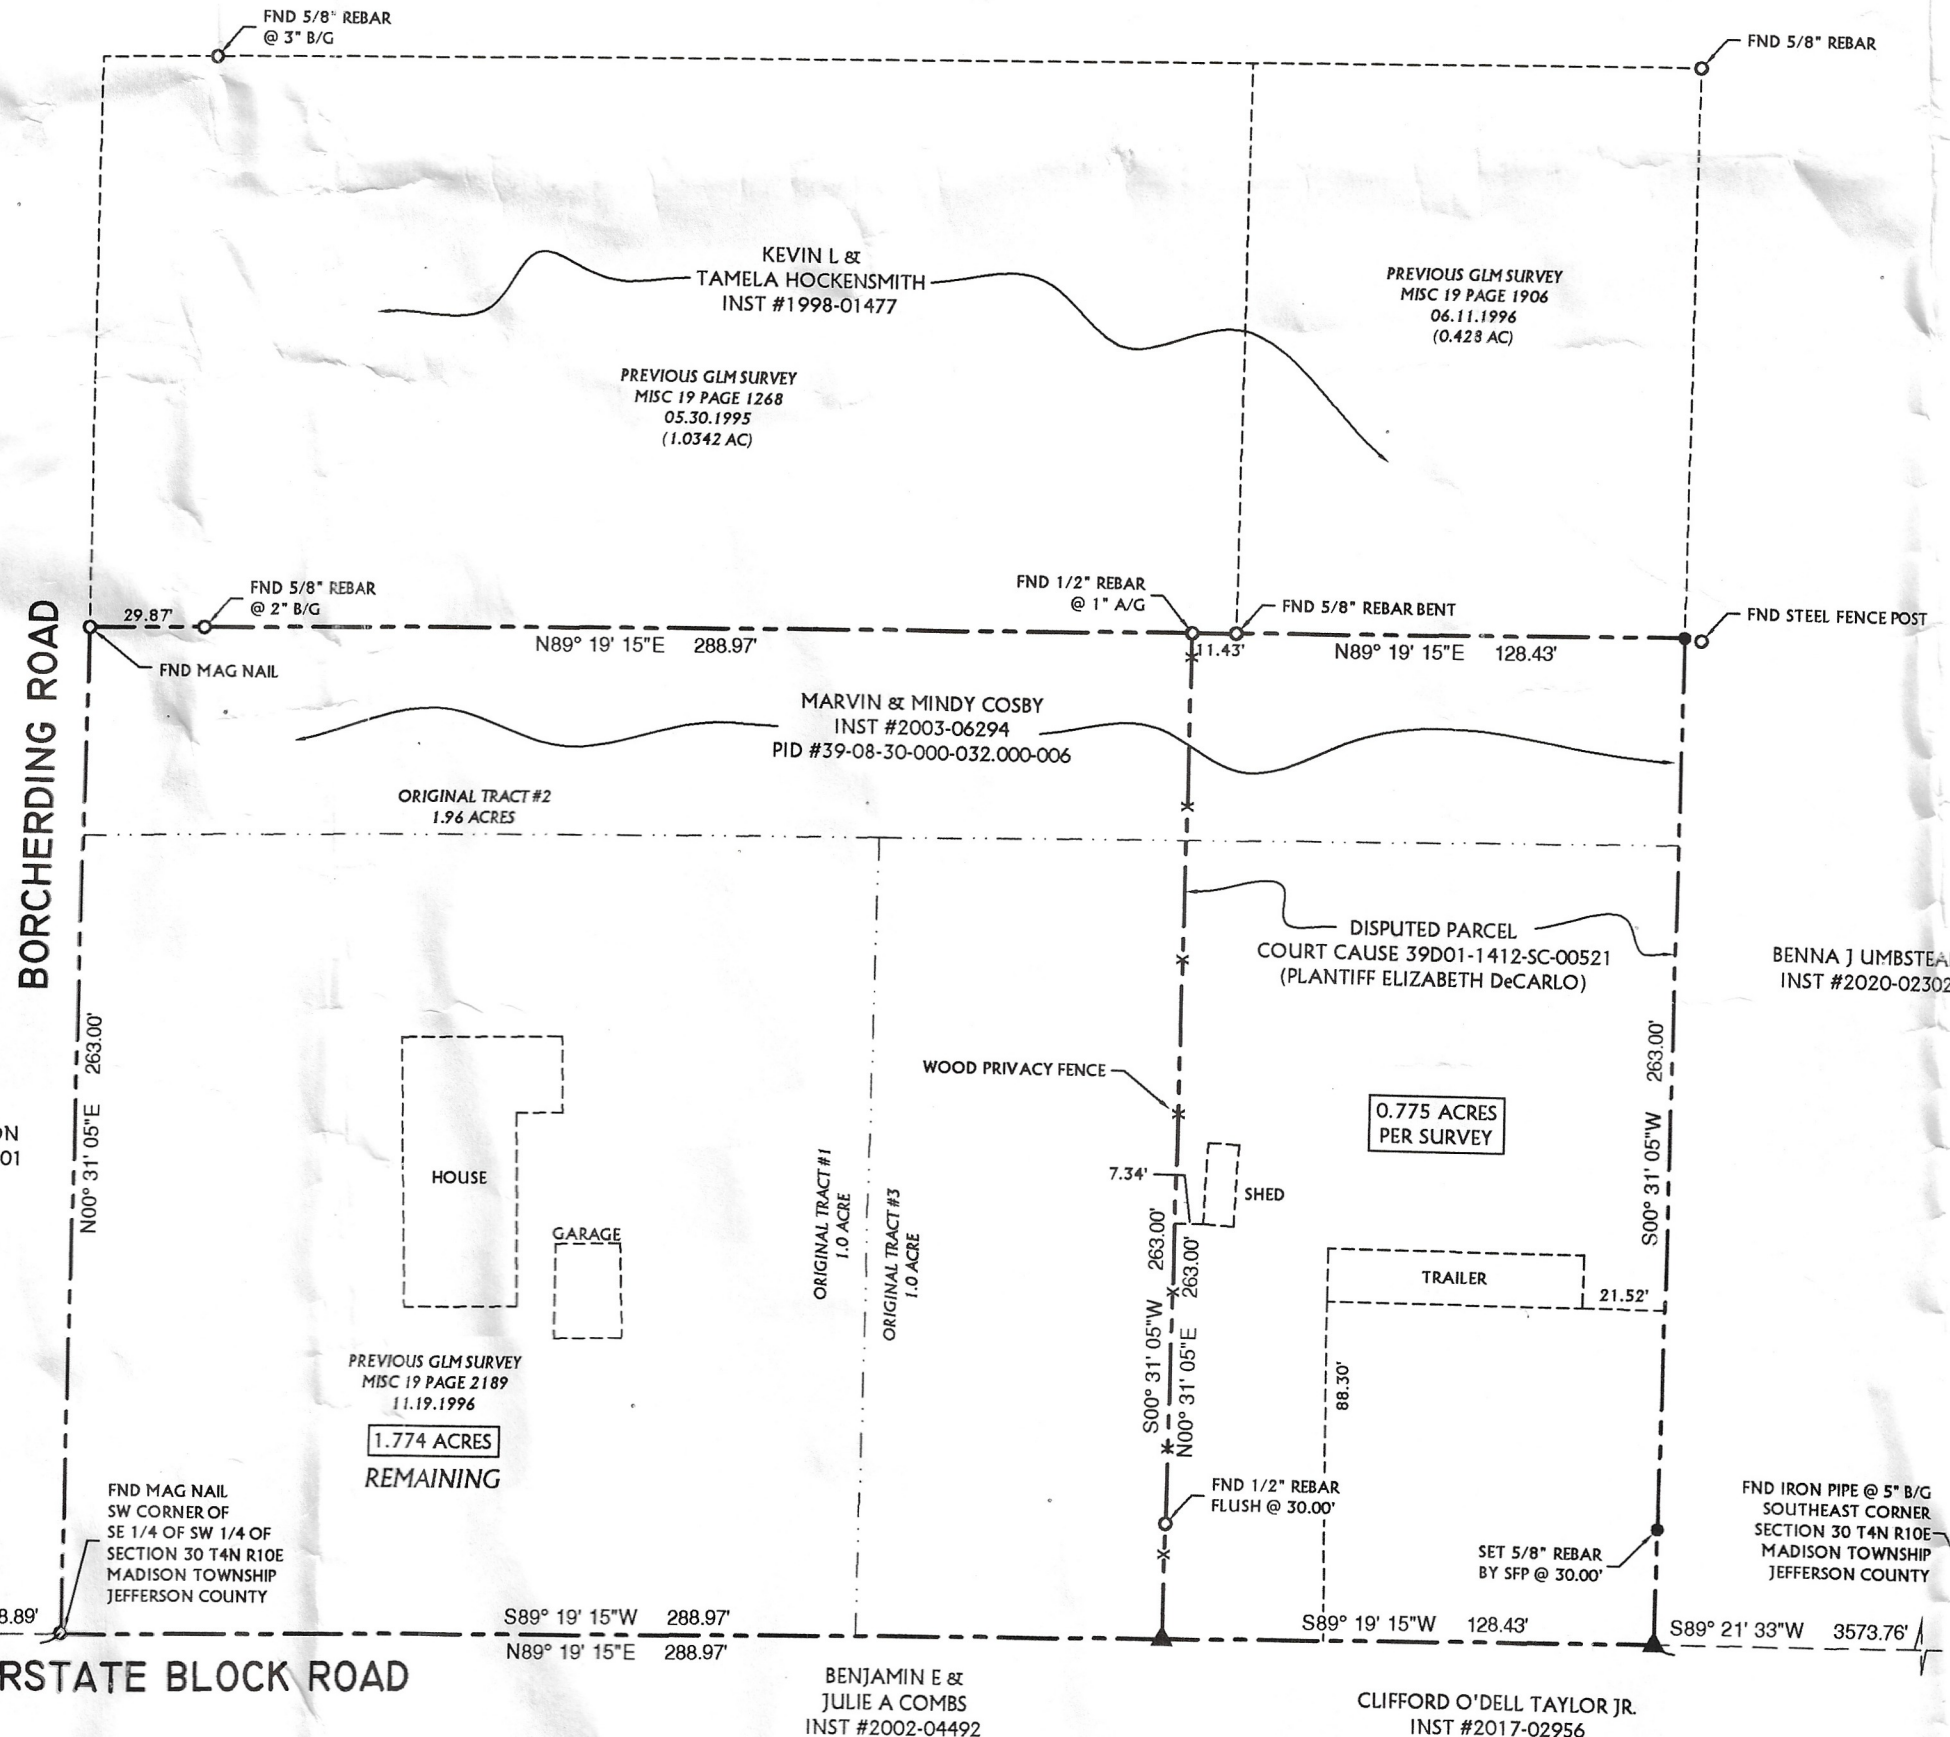 FND 5/8" REBAR
@ 3" B/G
FND 5/8" REBAR
KEVIN L &
TAMELA HOCKENSMITH
INST #1998-01477
PREVIOUS GLM SURVEY
MISC 19 PAGE 1906
06.11.1996
(0.428 AC)
PREVIOUS GLM SURVEY
MISC 19 PAGE 1268
05.30.1995
(1.0342 AC)
FND 5/8" REBAR
@ 2" B/G
29.87'
FND MAG NAIL
N89° 19' 15"E 288.97'
FND 1/2" REBAR
@ 1" A/G
FND 5/8" REBAR BENT
11.43'
N89° 19' 15"E 128.43'
FND STEEL FENCE POST
BORCHERDING ROAD
MARVIN & MINDY COSBY
INST #2003-06294
PID #39-08-30-000-032.000-006
ORIGINAL TRACT #2
1.96 ACRES
DISPUTED PARCEL
COURT CAUSE 39D01-1412-SC-00521
(PLANTIFF ELIZABETH DeCARLO)
BENNA J UMBSTEA
INST #2020-02302
N00° 31' 05"E 263.00'
ON
01
HOUSE
GARAGE
ORIGINAL TRACT #1
1.0 ACRE
ORIGINAL TRACT #3
1.0 ACRE
WOOD PRIVACY FENCE
7.34'
SHED
0.775 ACRES
PER SURVEY
S00° 31' 05"W 263.00'
N00° 31' 05"E 263.00'
S00° 31' 05"W 263.00'
TRAILER
21.52'
88.30'
PREVIOUS GLM SURVEY
MISC 19 PAGE 2189
11.19.1996
1.774 ACRES
REMAINING
FND MAG NAIL
SW CORNER OF
SE 1/4 OF SW 1/4 OF
SECTION 30 T4N R10E
MADISON TOWNSHIP
JEFFERSON COUNTY
FND 1/2" REBAR
FLUSH @ 30.00'
SET 5/8" REBAR
BY SFP @ 30.00'
FND IRON PIPE @ 5" B/G
SOUTHEAST CORNER
SECTION 30 T4N R10E
MADISON TOWNSHIP
JEFFERSON COUNTY
8.89'
S89° 19' 15"W 288.97'
N89° 19' 15"E 288.97'
S89° 19' 15"W 128.43'
S89° 21' 33"W 3573.76'
RSTATE BLOCK ROAD
BENJAMIN E &
JULIE A COMBS
INST #2002-04492
CLIFFORD O'DELL TAYLOR JR.
INST #2017-02956